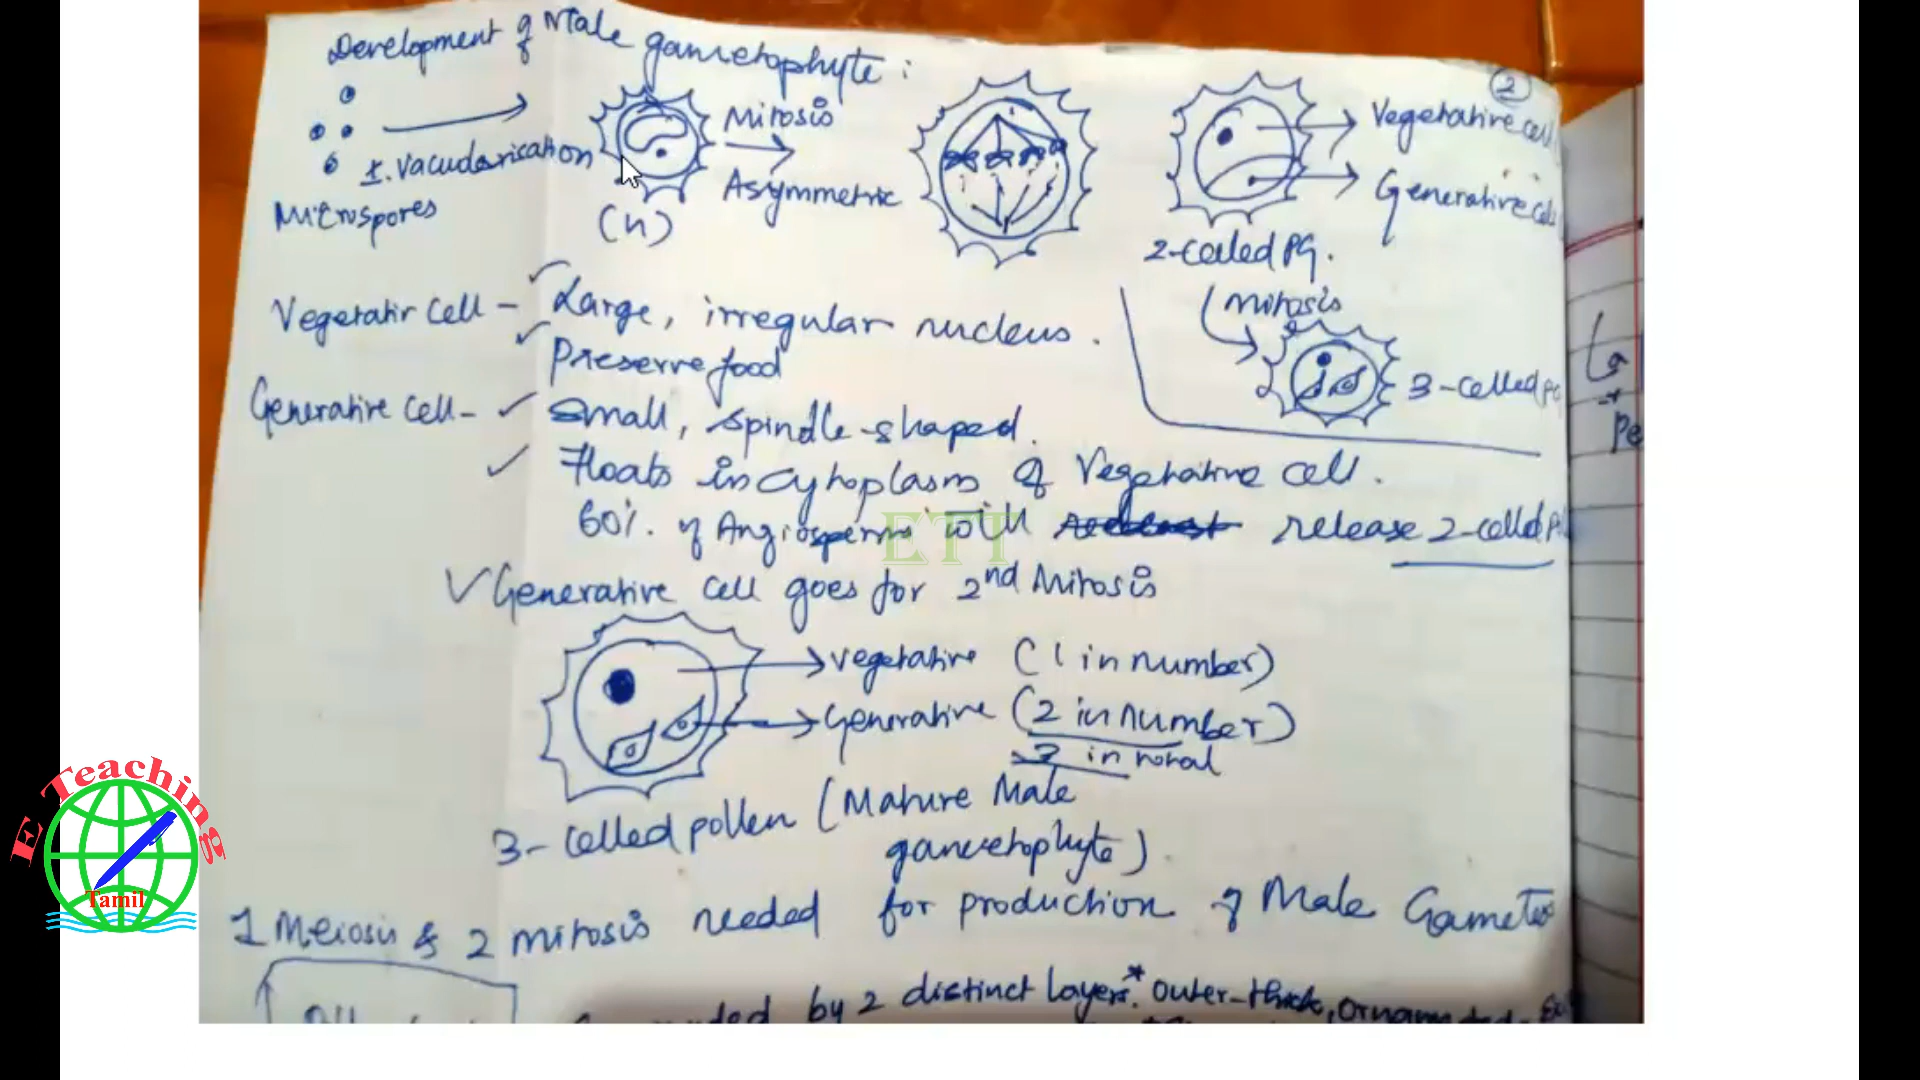 Development of Male gametophyte :
2
1. vacuolarisation
Microspores
(n)
Mitosis
Asymmetric
Vegetative cell
Generative cell
2-celled PG.
mitosis
3-celled PG
Vegetativ cell - Large, irregular nucleus.
Preserve food
Generative cell - Small, spindle-shaped.
Floats in cytoplasm of Vegetative cell.
60% of Angiosperms will release 2-celled
ETT
Generative cell goes for 2nd Mitosis
vegetative (1 in number)
Generative (2 in number)
3 in total
3-celled pollen (Mature Male
gametophyte)
1 Meiosis & 2 mitosis needed for production of Male Gametes
by 2 distinct layers. * outer-thick, ornamented -
E Teaching
Tamil